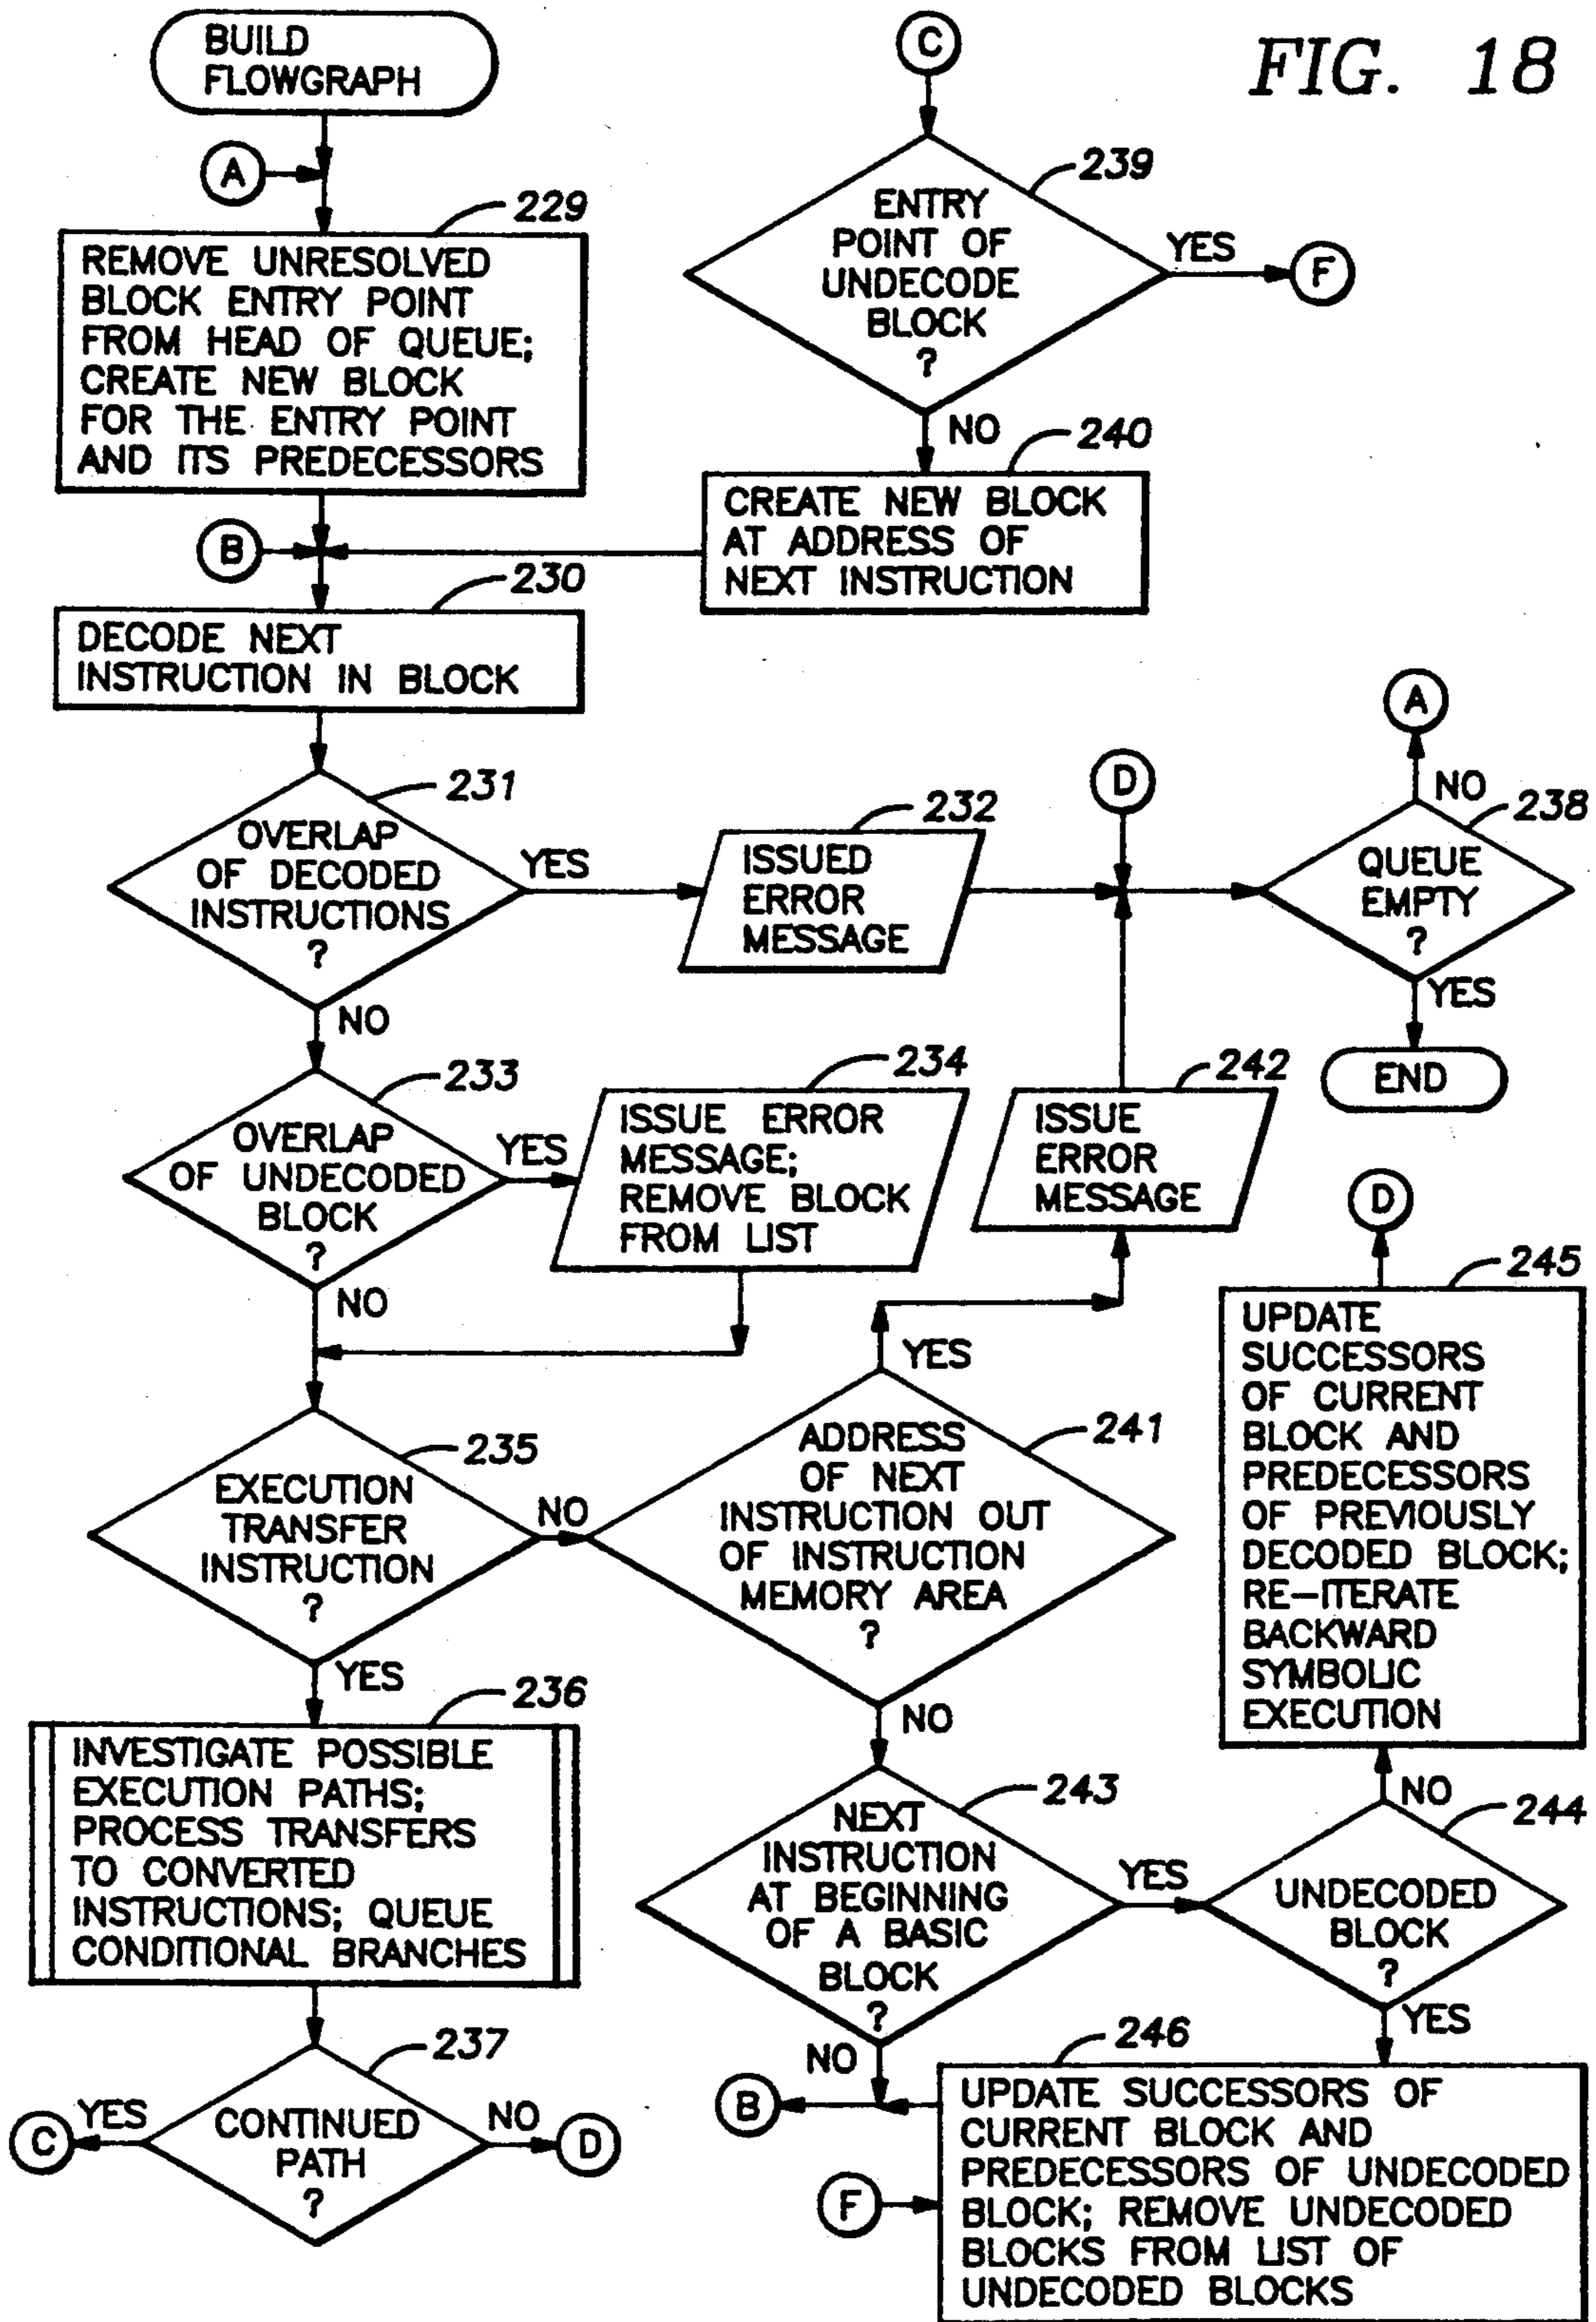 FIG. 18
BUILD
FLOWGRAPH
A
229
REMOVE UNRESOLVED
BLOCK ENTRY POINT
FROM HEAD OF QUEUE;
CREATE NEW BLOCK
FOR THE ENTRY POINT
AND ITS PREDECESSORS
B
230
DECODE NEXT
INSTRUCTION IN BLOCK
231
OVERLAP
OF DECODED
INSTRUCTIONS
?
YES
NO
232
ISSUED
ERROR
MESSAGE
233
OVERLAP
OF UNDECODED
BLOCK
?
YES
NO
234
ISSUE ERROR
MESSAGE;
REMOVE BLOCK
FROM LIST
235
EXECUTION
TRANSFER
INSTRUCTION
?
NO
YES
236
INVESTIGATE POSSIBLE
EXECUTION PATHS;
PROCESS TRANSFERS
TO CONVERTED
INSTRUCTIONS; QUEUE
CONDITIONAL BRANCHES
237
CONTINUED
PATH
?
YES
C
NO
D
C
239
ENTRY
POINT OF
UNDECODE
BLOCK
?
YES
F
NO
240
CREATE NEW BLOCK
AT ADDRESS OF
NEXT INSTRUCTION
D
A
NO
238
QUEUE
EMPTY
?
YES
END
242
ISSUE
ERROR
MESSAGE
YES
241
ADDRESS
OF NEXT
INSTRUCTION OUT
OF INSTRUCTION
MEMORY AREA
?
NO
243
NEXT
INSTRUCTION
AT BEGINNING
OF A BASIC
BLOCK
?
YES
NO
B
D
245
UPDATE
SUCCESSORS
OF CURRENT
BLOCK AND
PREDECESSORS
OF PREVIOUSLY
DECODED BLOCK;
RE-ITERATE
BACKWARD
SYMBOLIC
EXECUTION
NO
244
UNDECODED
BLOCK
?
YES
246
F
UPDATE SUCCESSORS OF
CURRENT BLOCK AND
PREDECESSORS OF UNDECODED
BLOCK; REMOVE UNDECODED
BLOCKS FROM LIST OF
UNDECODED BLOCKS